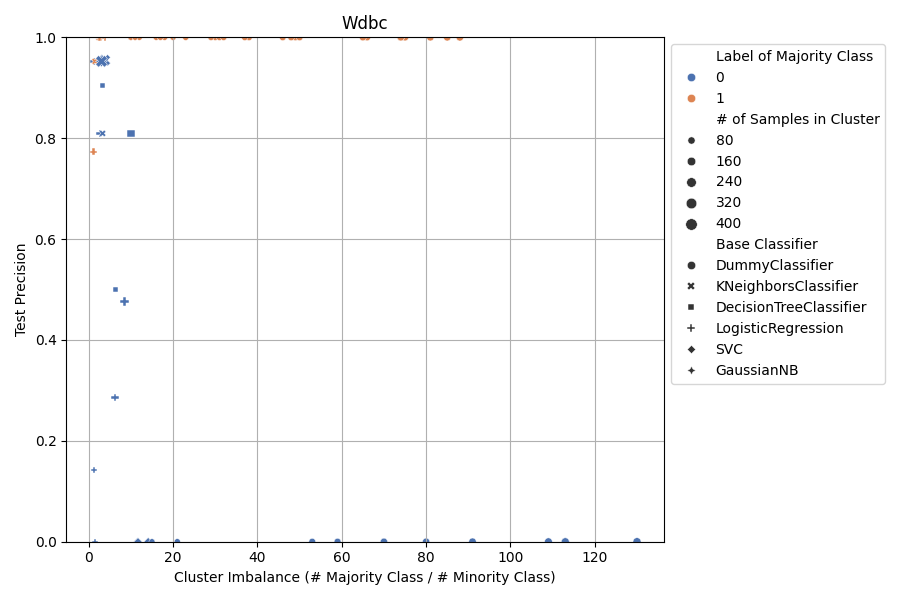 Wdbc
1.0
0.8
0.6
0.4
0.2
0.0
Test Precision
0 20 40 60 80 100 120
Cluster Imbalance (# Majority Class / # Minority Class)
Label of Majority Class
0
1
# of Samples in Cluster
80
160
240
320
400
Base Classifier
DummyClassifier
KNeighborsClassifier
DecisionTreeClassifier
LogisticRegression
SVC
GaussianNB